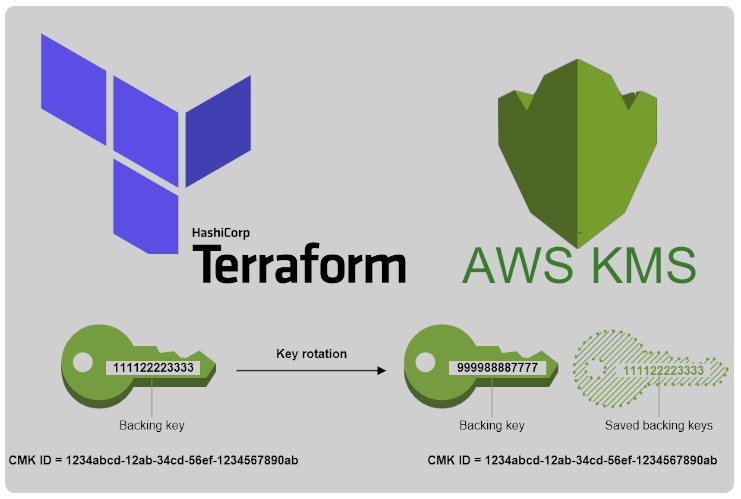 HashiCorp
Terraform
AWS KMS
111122223333
Key rotation
999988887777
111122223333
Backing key
Backing key
Saved backing keys
CMK ID = 1234abcd-12ab-34cd-56ef-1234567890ab
CMK ID = 1234abcd-12ab-34cd-56ef-1234567890ab